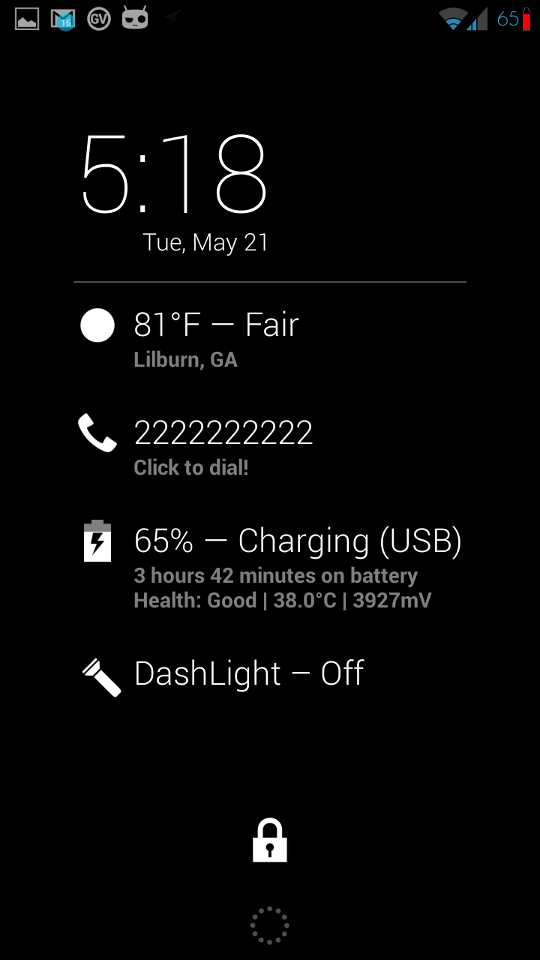 16 GV 65
5:18
Tue, May 21
81°F — Fair
Lilburn, GA
2222222222
Click to dial!
65% — Charging (USB)
3 hours 42 minutes on battery
Health: Good | 38.0°C | 3927mV
DashLight – Off